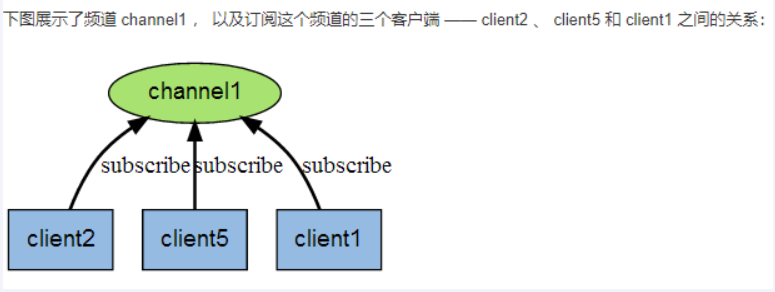 下图展示了频道 channel1 ， 以及订阅这个频道的三个客户端 —— client2 、 client5 和 client1 之间的关系：
channel1
subscribe subscribe subscribe
client2 client5 client1